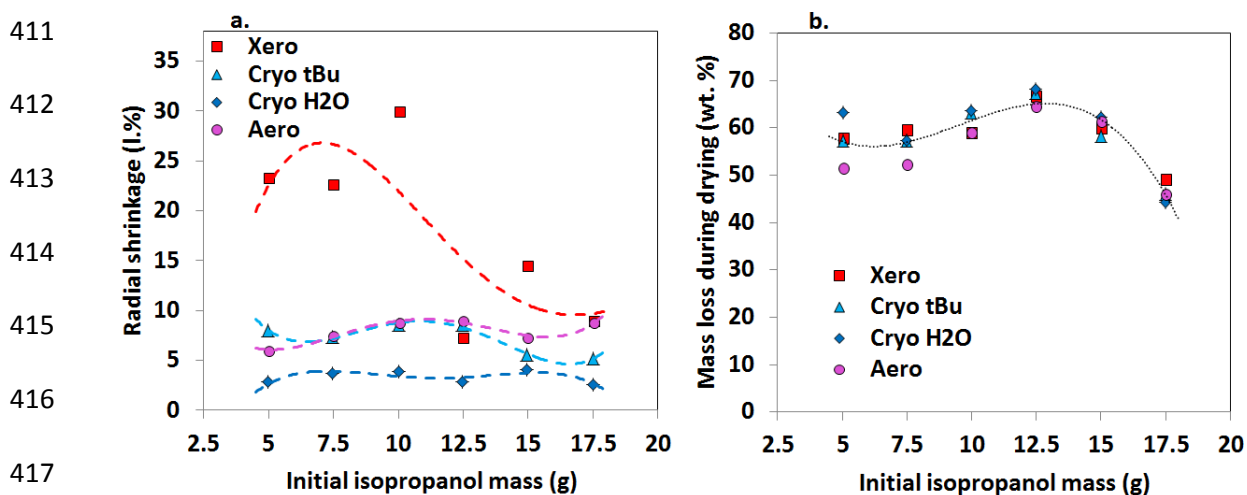 411
412
413
414
415
416
417
a.
Xero
Cryo tBu
Cryo H2O
Aero
Radial shrinkage (l.%)
35
30
25
20
15
10
5
0
2.5 5 7.5 10 12.5 15 17.5 20
Initial isopropanol mass (g)
b.
Mass loss during drying (wt. %)
80
70
60
50
40
30
20
10
0
Xero
Cryo tBu
Cryo H2O
Aero
2.5 5 7.5 10 12.5 15 17.5 20
Initial isopropanol mass (g)